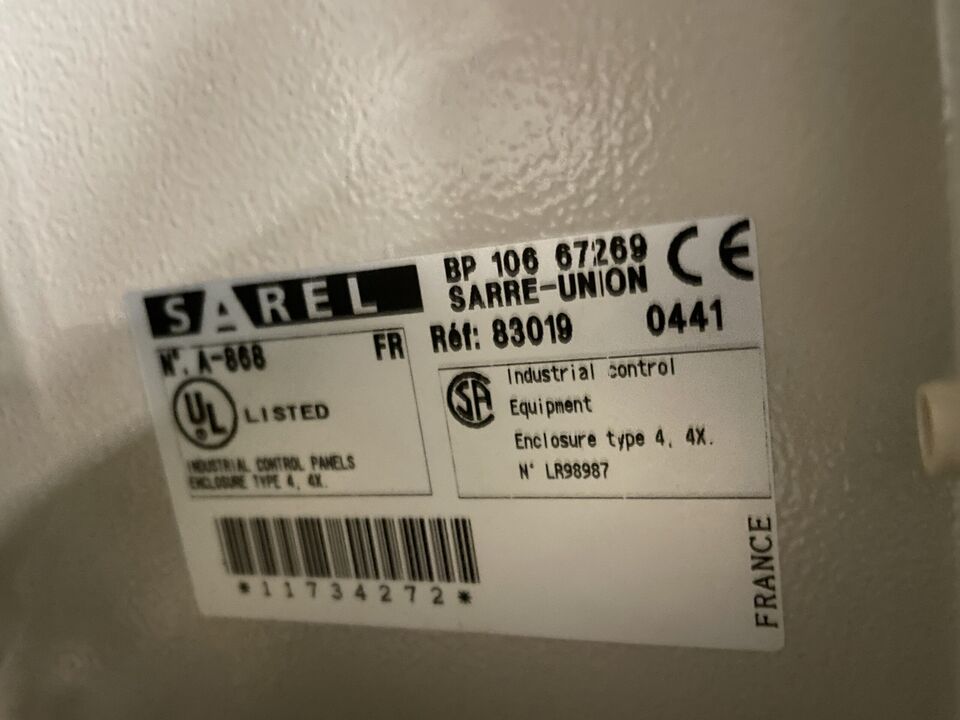 SAREL
BP 106 67269
SARRE-UNION
CE
Réf: 83019 0441
N°. A-868 FR
UL
®
LISTED
INDUSTRIAL CONTROL PANELS
ENCLOSURE TYPE 4, 4X.
SA
Industrial control
Equipment
Enclosure type 4, 4X.
N° LR98987
*11734272*
FRANCE